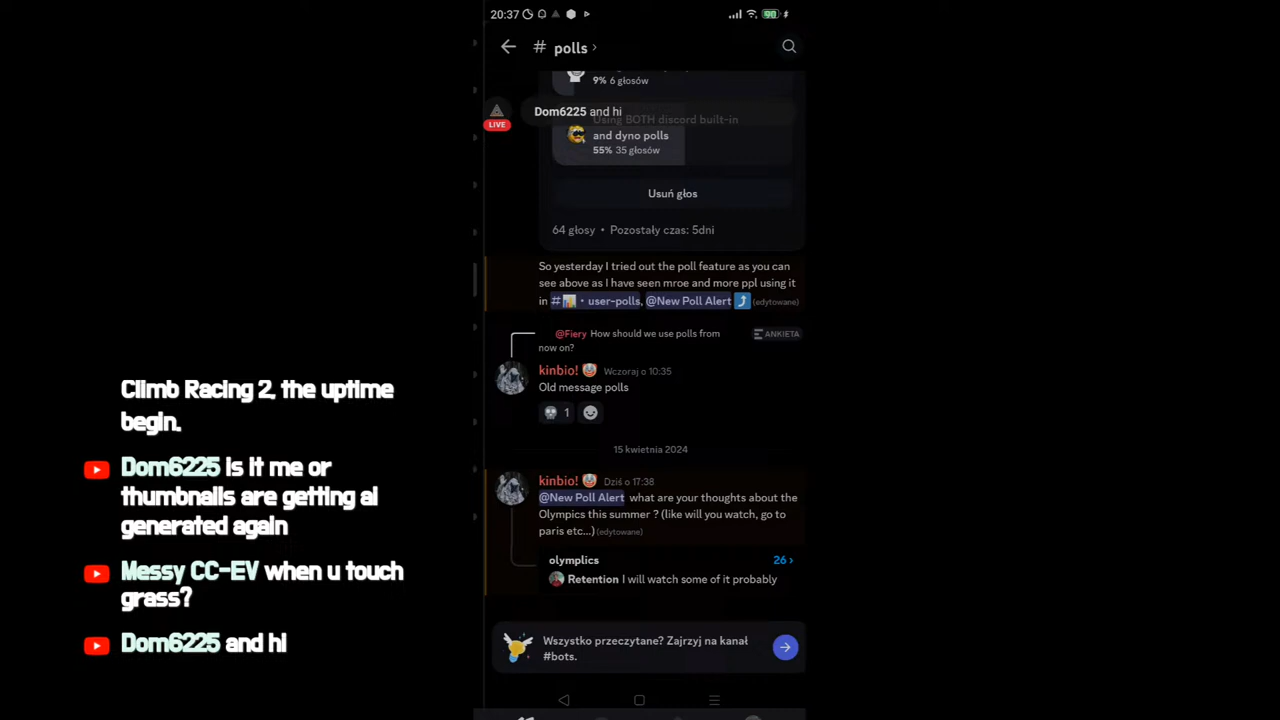 Climb Racing 2, the uptime
begin.
Dom6225 is it me or
thumbnails are getting ai
generated again
Messy CC-EV when u touch
grass?
Dom6225 and hi
20:37
90
# polls ›
9% 6 głosów
Dom6225 and hi
LIVE
Using BOTH discord built-in
and dyno polls
55% 35 głosów
Usuń głos
64 głosy • Pozostały czas: 5dni
So yesterday I tried out the poll feature as you can
see above as I have seen mroe and more ppl using it
in # • user-polls, @New Poll Alert (edytowane)
@Fiery How should we use polls from
now on?
ANKIETA
kinbio! Wczoraj o 10:35
Old message polls
1
15 kwietnia 2024
kinbio! Dziś o 17:38
@New Poll Alert what are your thoughts about the
Olympics this summer ? (like will you watch, go to
paris etc...) (edytowane)
olymplics 26 ›
Retention I will watch some of it probably
Wszystko przeczytane? Zajrzyj na kanał
#bots.